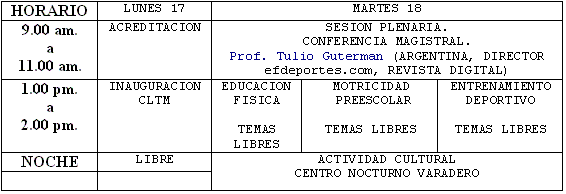 HORARIO LUNES 17 MARTES 18
9.00 am. a 11.00 am.
ACREDITACION
SESION PLENARIA.
CONFERENCIA MAGISTRAL.
Prof. Tulio Guterman (ARGENTINA, DIRECTOR
efdeportes.com, REVISTA DIGITAL)
1.00 pm.
a
2.00 pm.
INAUGURACION
CLTM
EDUCACION
FISICA
TEMAS
LIBRES
MOTRICIDAD
PREESCOLAR
TEMAS LIBRES
ENTRENAMIENTO
DEPORTIVO
TEMAS LIBRES
NOCHE
LIBRE
ACTIVIDAD CULTURAL
CENTRO NOCTURNO VARADERO